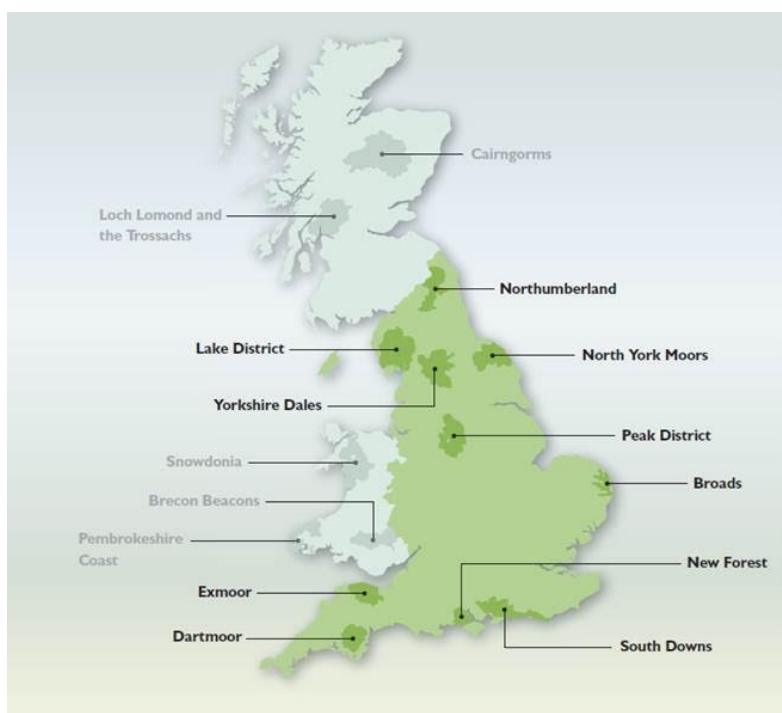 Cairngorms
Loch Lomond and
the Trossachs
Northumberland
Lake District
North York Moors
Yorkshire Dales
Peak District
Snowdonia
Broads
Brecon Beacons
Pembrokeshire
Coast
New Forest
Exmoor
Dartmoor
South Downs